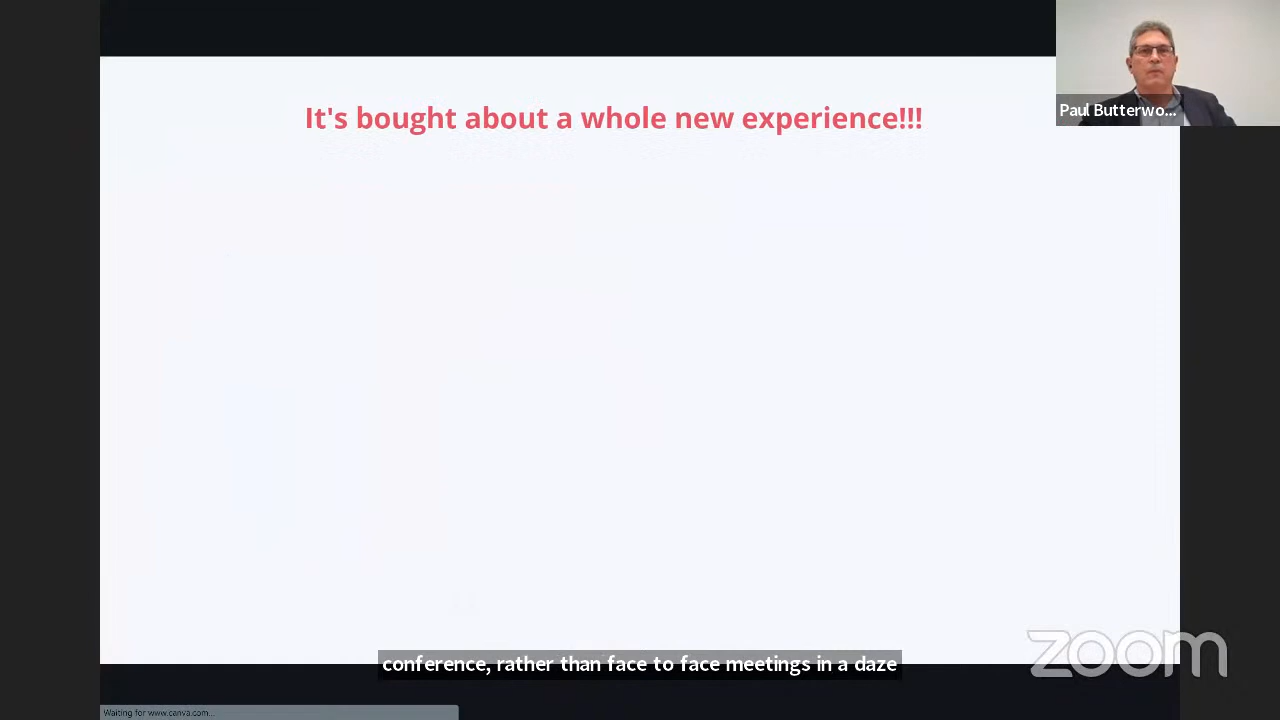 It's bought about a whole new experience!!!
Paul Butterwo...
conference, rather than face to face meetings in a daze
zoom
Waiting for www.canva.com...